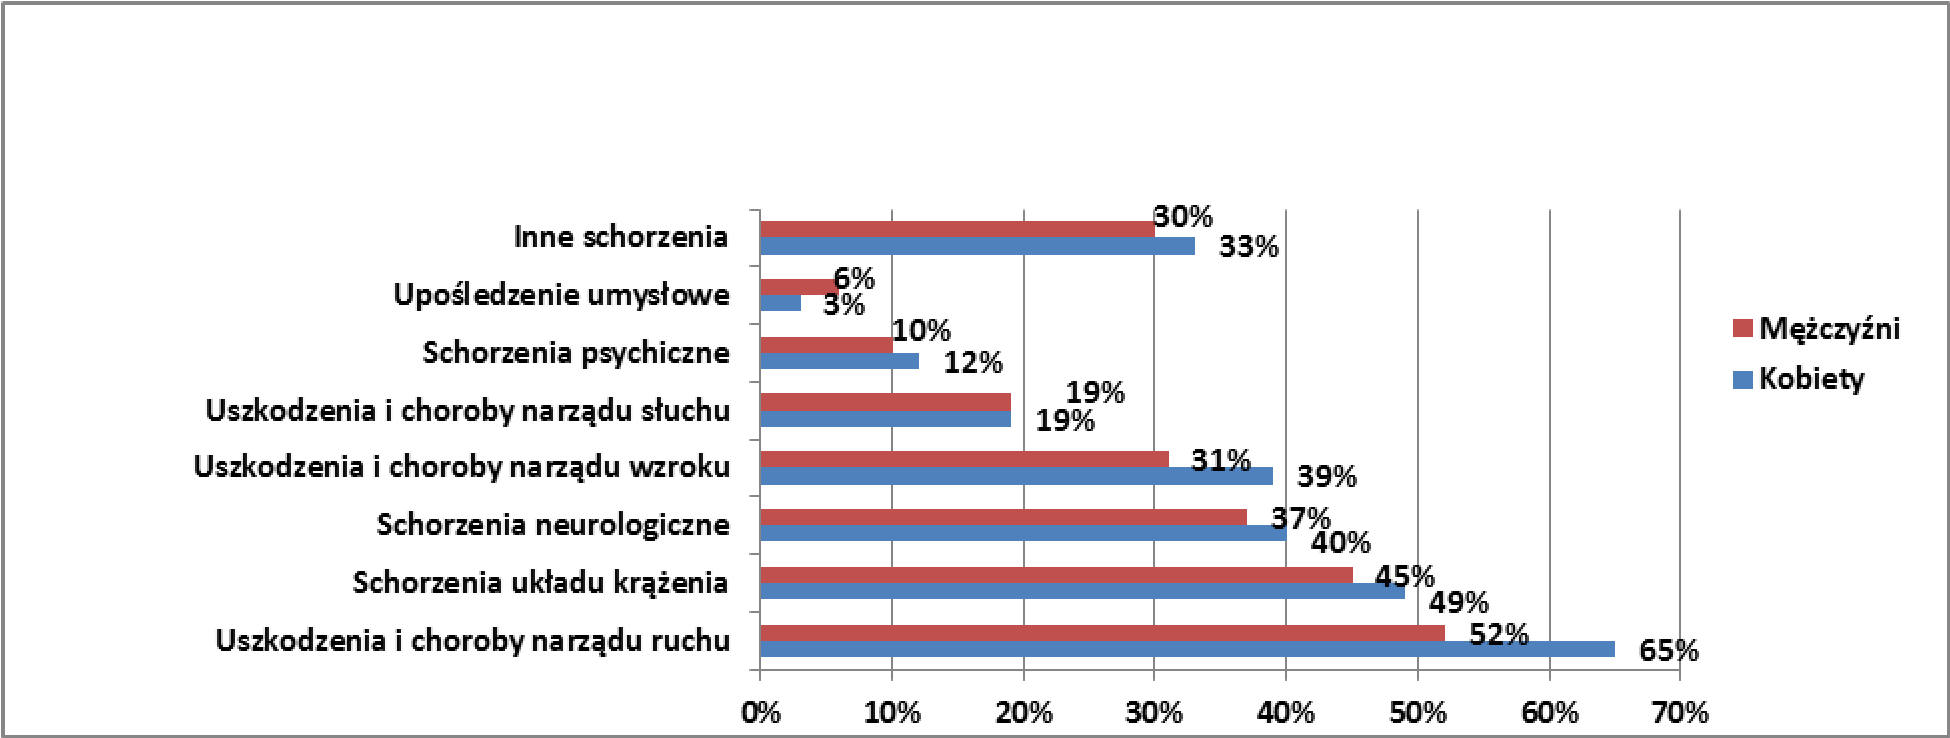 Inne schorzenia
30%
33%
Upośledzenie umysłowe
6%
3%
Schorzenia psychiczne
10%
12%
Uszkodzenia i choroby narządu słuchu
19%
19%
Uszkodzenia i choroby narządu wzroku
31%
39%
Schorzenia neurologiczne
37%
40%
Schorzenia układu krążenia
45%
49%
Uszkodzenia i choroby narządu ruchu
52%
65%
0% 10% 20% 30% 40% 50% 60% 70%
Mężczyźni
Kobiety